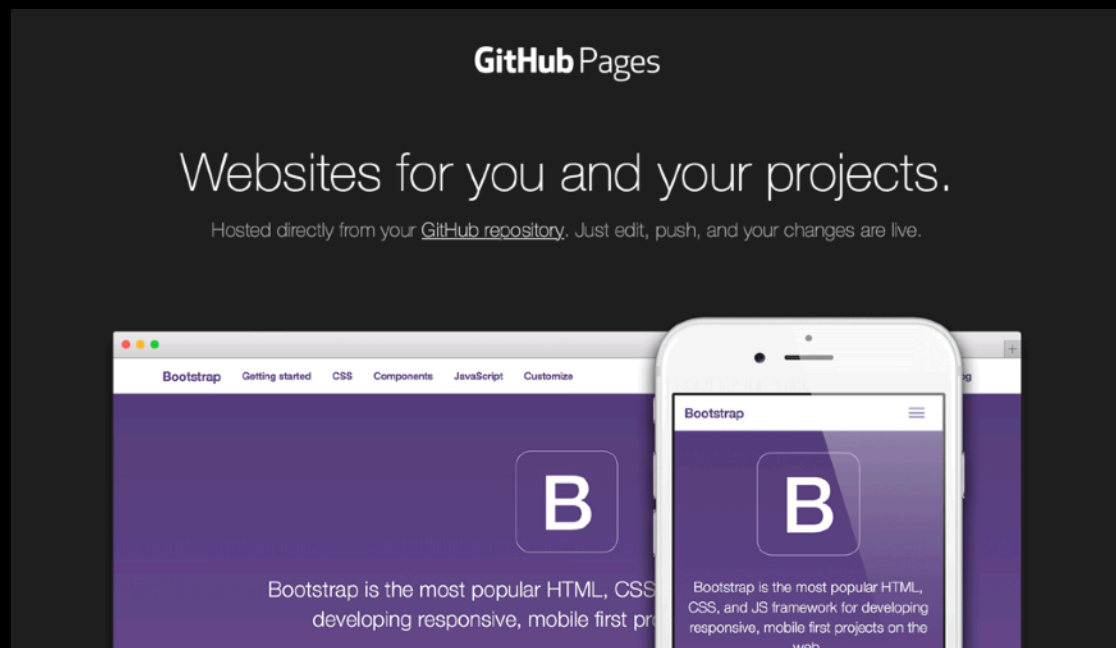 GitHub Pages
Websites for you and your projects.
Hosted directly from your GitHub repository. Just edit, push, and your changes are live.
Bootstrap Getting started CSS Components JavaScript Customize
Bootstrap
B
B
Bootstrap is the most popular HTML, CSS
developing responsive, mobile first
Bootstrap is the most popular HTML,
CSS, and JS framework for developing
responsive, mobile first projects on the
web